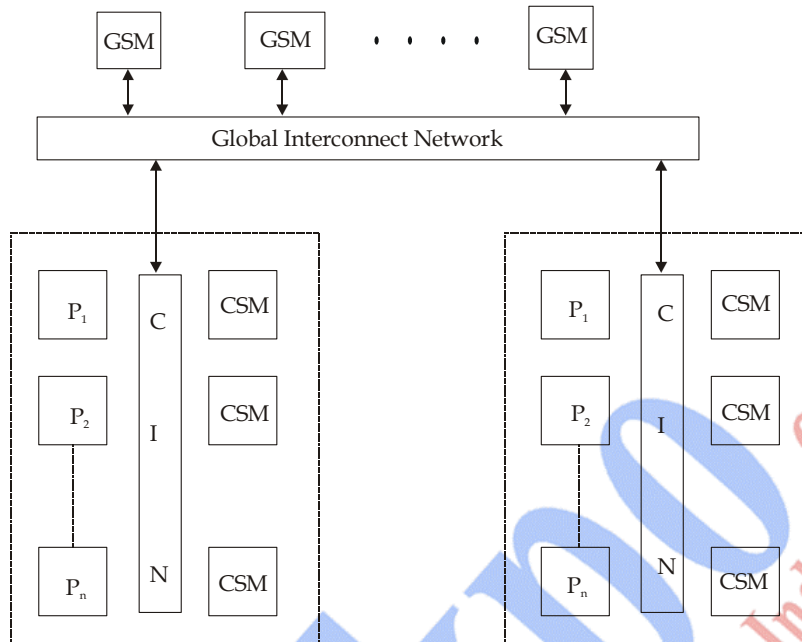 GSM GSM GSM
Global Interconnect Network
P1 C CSM P1 C CSM
P2 I CSM P2 I CSM
Pn N CSM Pn N CSM